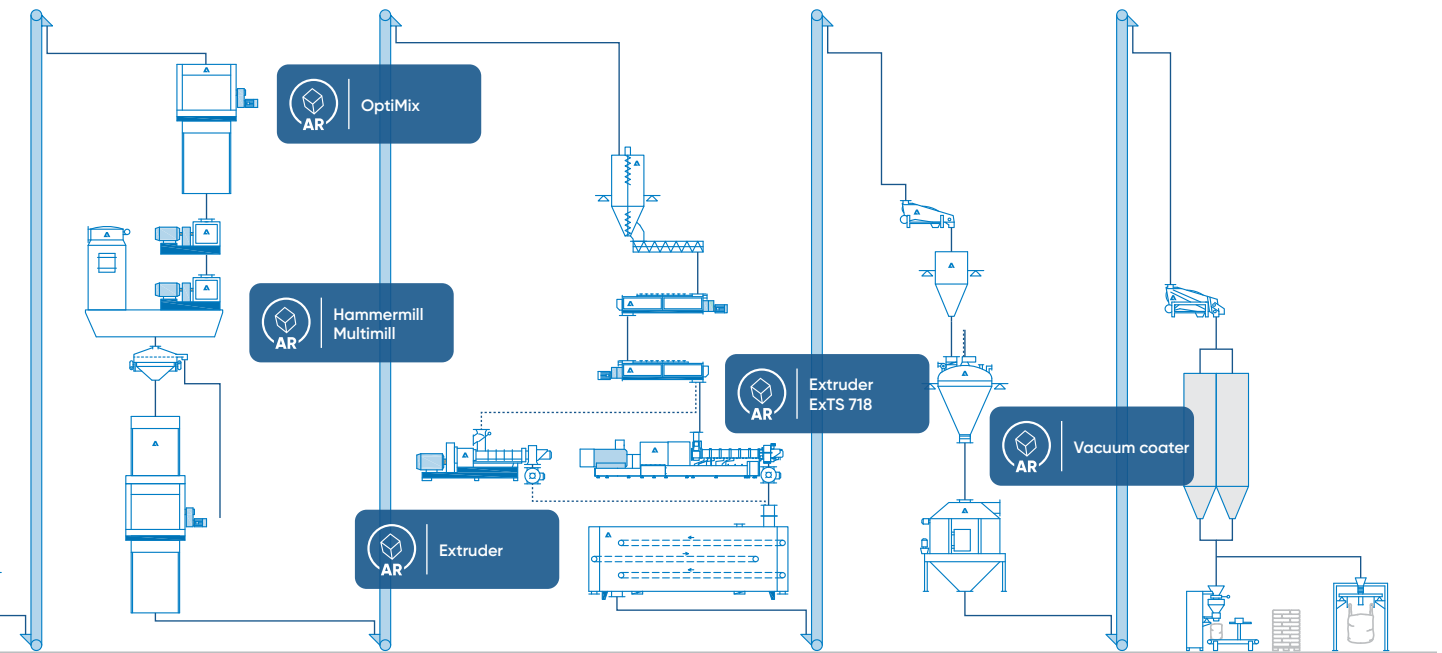 AR
OptiMix
AR
Hammermill
Multimill
AR
Extruder
ExTS 718
AR
Vacuum coater
AR
Extruder